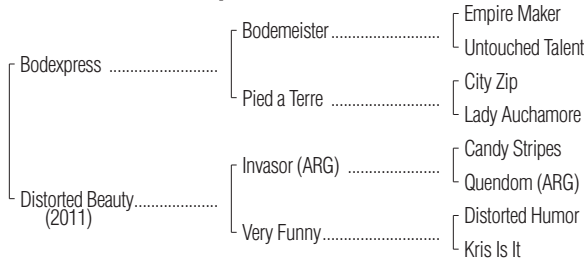 Empire Maker
Bodemeister
Untouched Talent
Bodexpress
City Zip
Pied a Terre
Lady Auchamore
Candy Stripes
Invasor (ARG)
Quendom (ARG)
Distorted Beauty
(2011)
Distorted Humor
Very Funny
Kris Is It